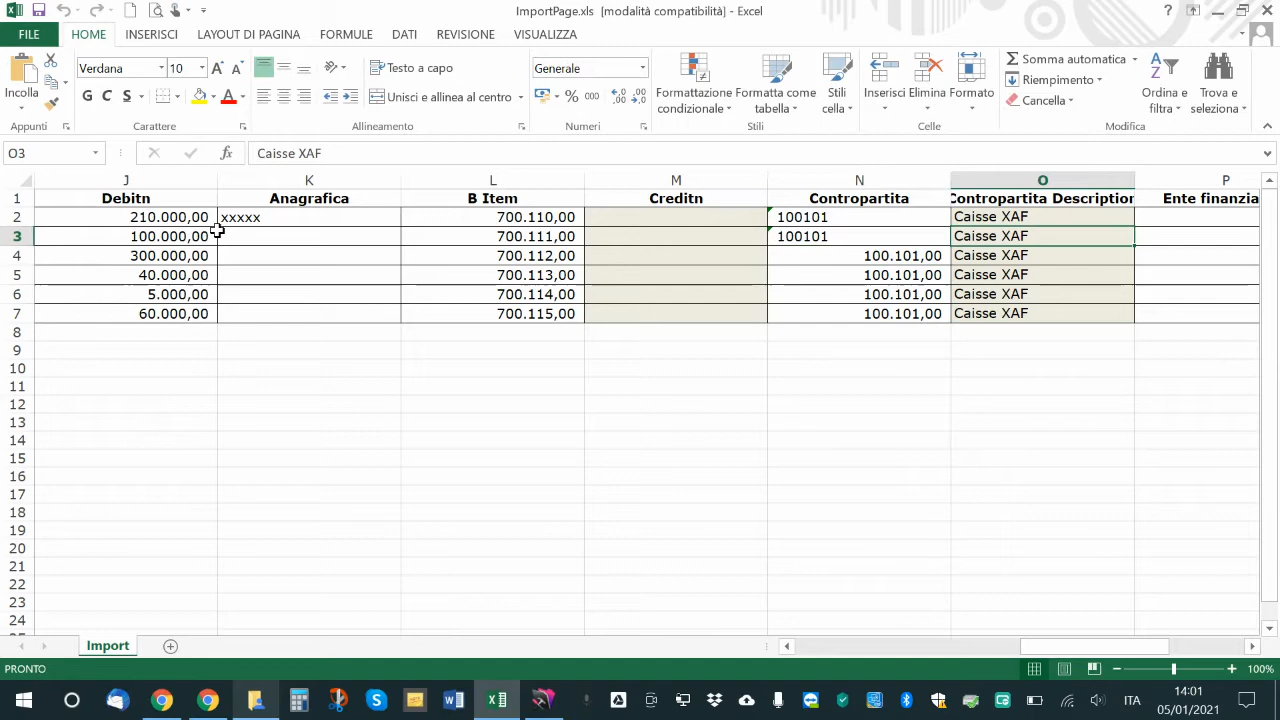 ImportPage.xls [modalità compatibilità] - Excel
FILE HOME INSERISCI LAYOUT DI PAGINA FORMULE DATI REVISIONE VISUALIZZA
Incolla
Appunti
Verdana 10
G C S
Carattere
Testo a capo
Unisci e allinea al centro
Allineamento
Generale
% 000
Numeri
Formattazione condizionale
Formatta come tabella
Stili cella
Stili
Inserisci Elimina Formato
Celle
Somma automatica
Riempimento
Cancella
Ordina e filtra
Trova e seleziona
Modifica
O3 fx Caisse XAF
J K L M N O P
1 Debitn Anagrafica B Item Creditn Contropartita Contropartita Description Ente finanzia
2 210.000,00 xxxxx 700.110,00 100101 Caisse XAF
3 100.000,00 700.111,00 100101 Caisse XAF
4 300.000,00 700.112,00 100.101,00 Caisse XAF
5 40.000,00 700.113,00 100.101,00 Caisse XAF
6 5.000,00 700.114,00 100.101,00 Caisse XAF
7 60.000,00 700.115,00 100.101,00 Caisse XAF
8
9
10
11
12
13
14
15
16
17
18
19
20
21
22
23
24
Import
PRONTO 100%
ITA 14:01
05/01/2021